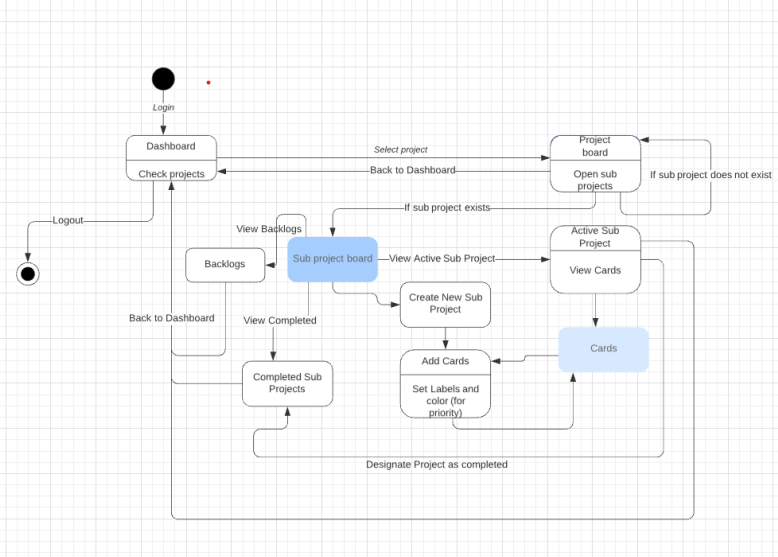 Login
Dashboard
Check projects
Select project
Back to Dashboard
Project
board
Open sub
projects
If sub project does not exist
If sub project exists
Logout
View Backlogs
Backlogs
Sub project board
View Active Sub Project
Active Sub
Project
View Cards
Create New Sub
Project
Back to Dashboard
View Completed
Completed Sub
Projects
Add Cards
Set Labels and
color (for
priority)
Cards
Designate Project as completed